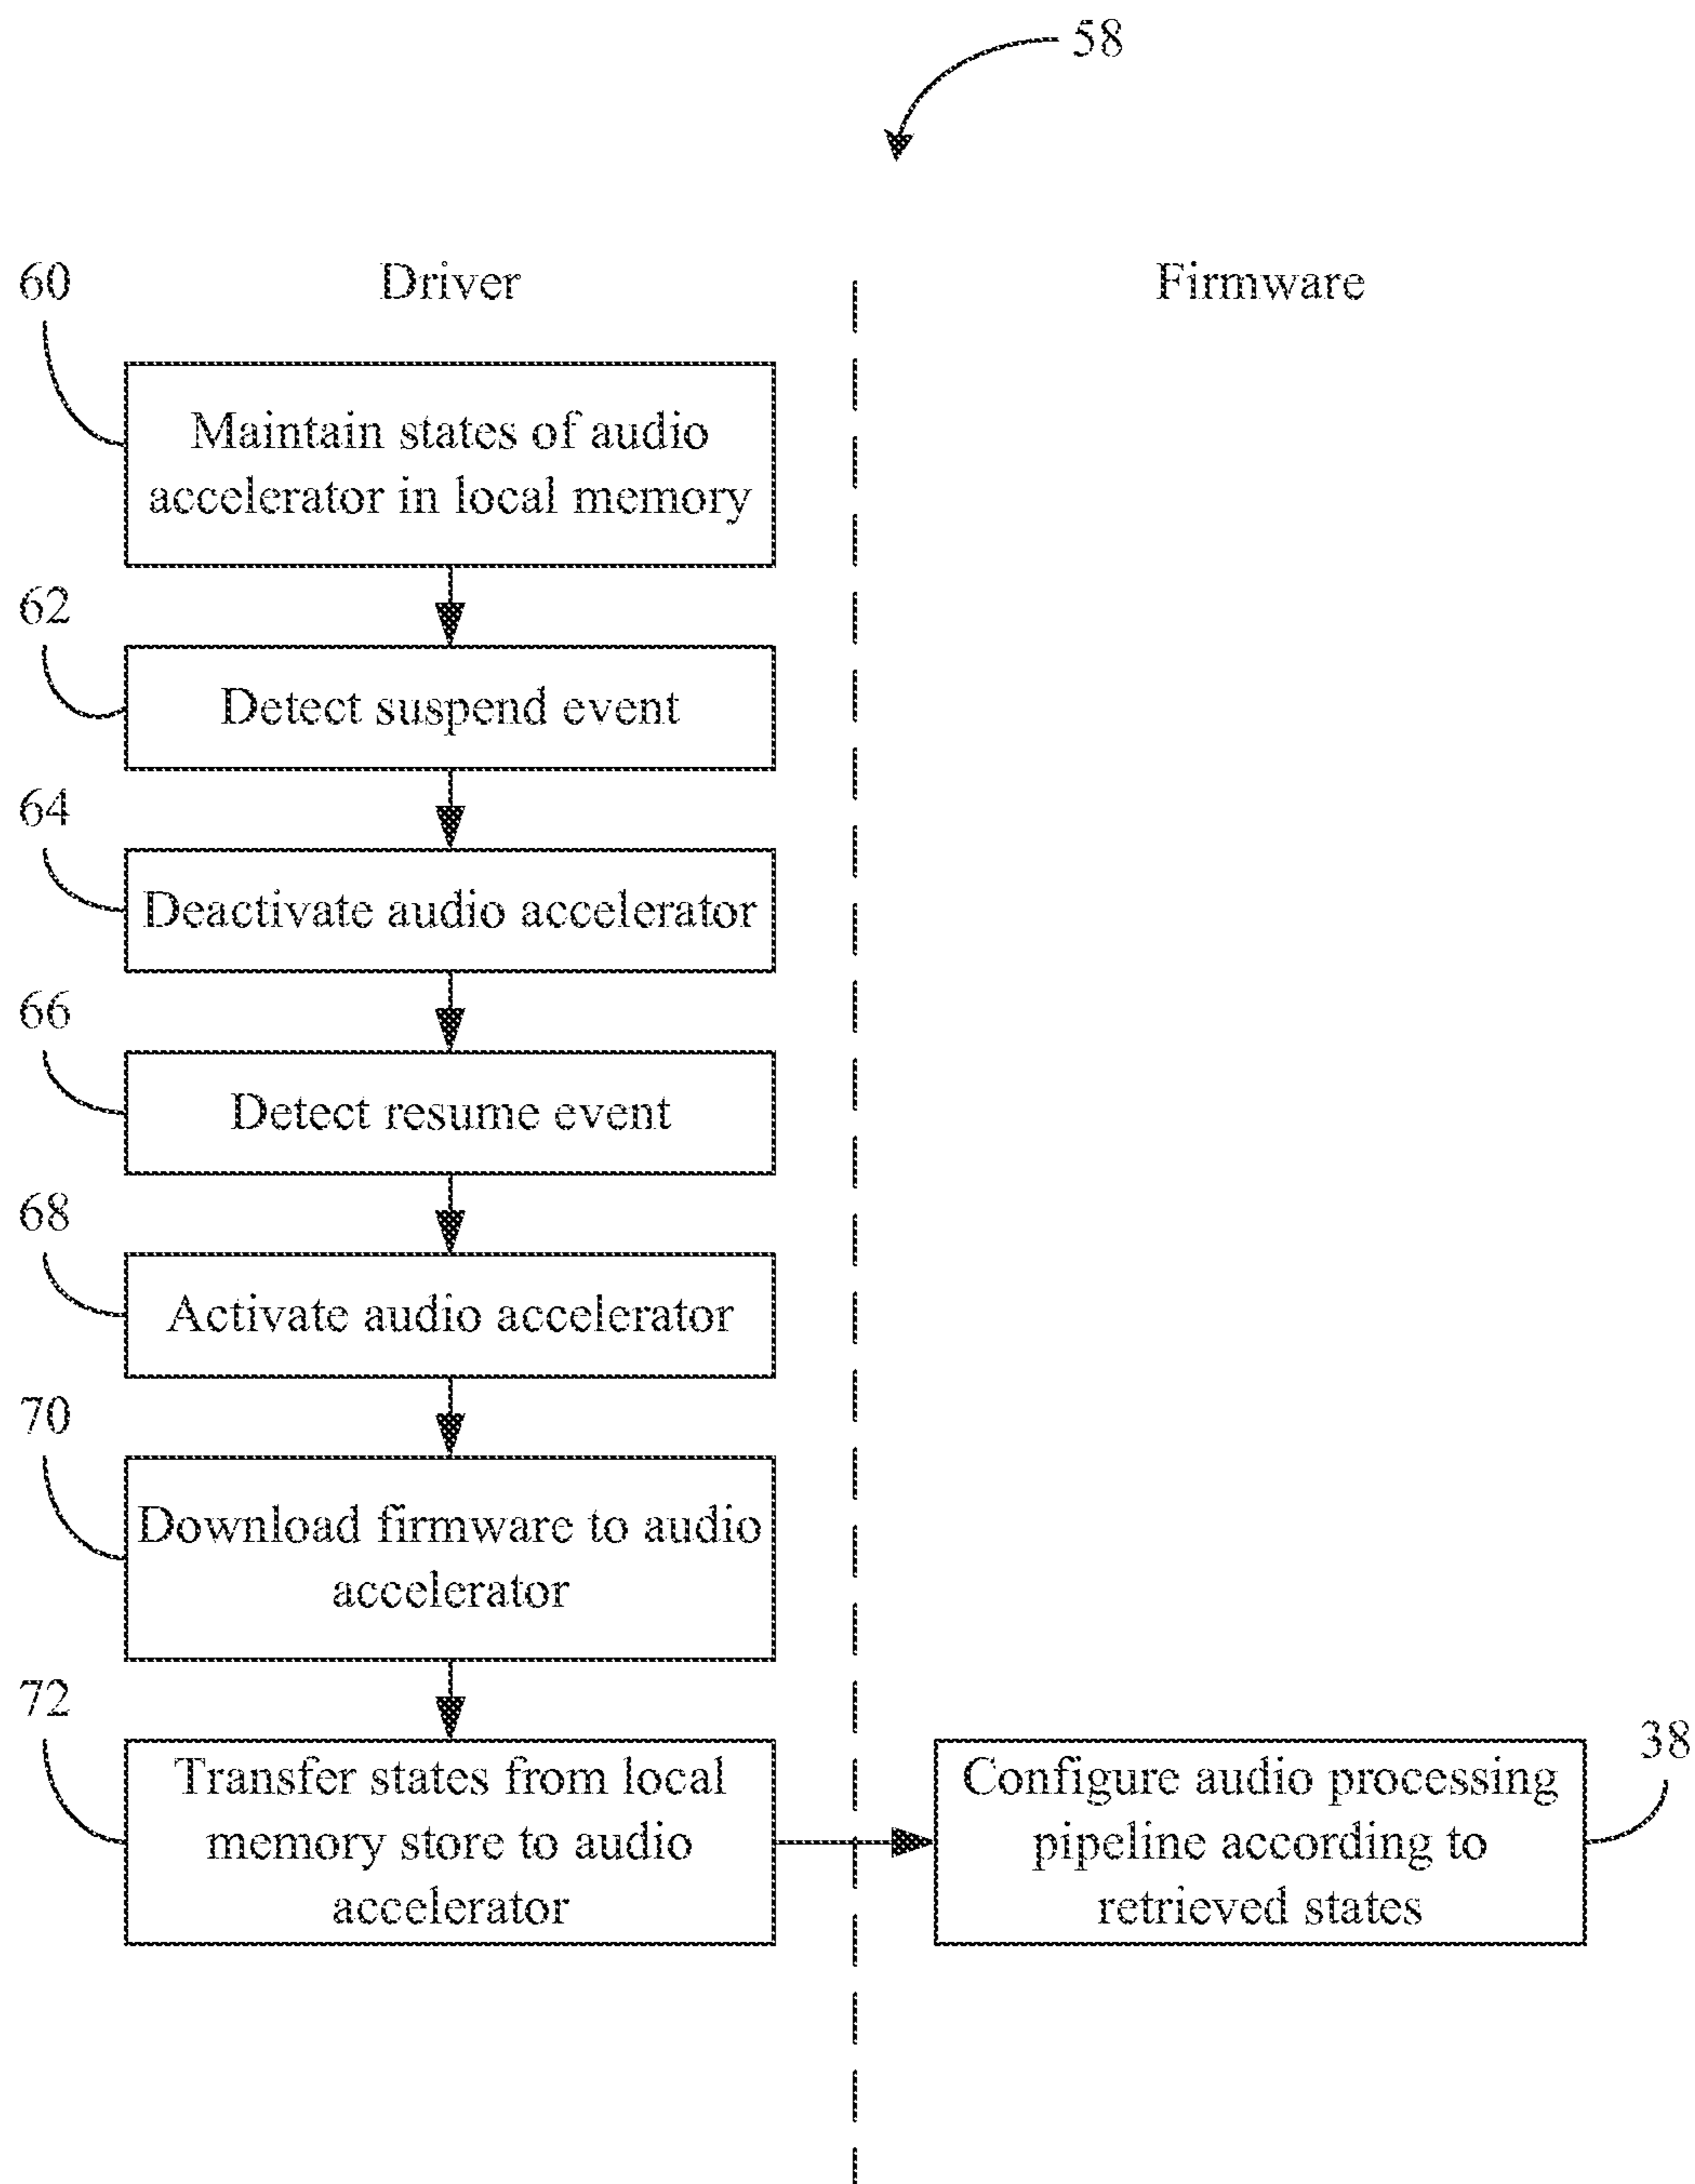 58
60
Driver
Firmware
Maintain states of audio
accelerator in local memory
62
Detect suspend event
64
Deactivate audio accelerator
66
Detect resume event
68
Activate audio accelerator
70
Download firmware to audio
accelerator
72
Transfer states from local
memory store to audio
accelerator
38
Configure audio processing
pipeline according to
retrieved states